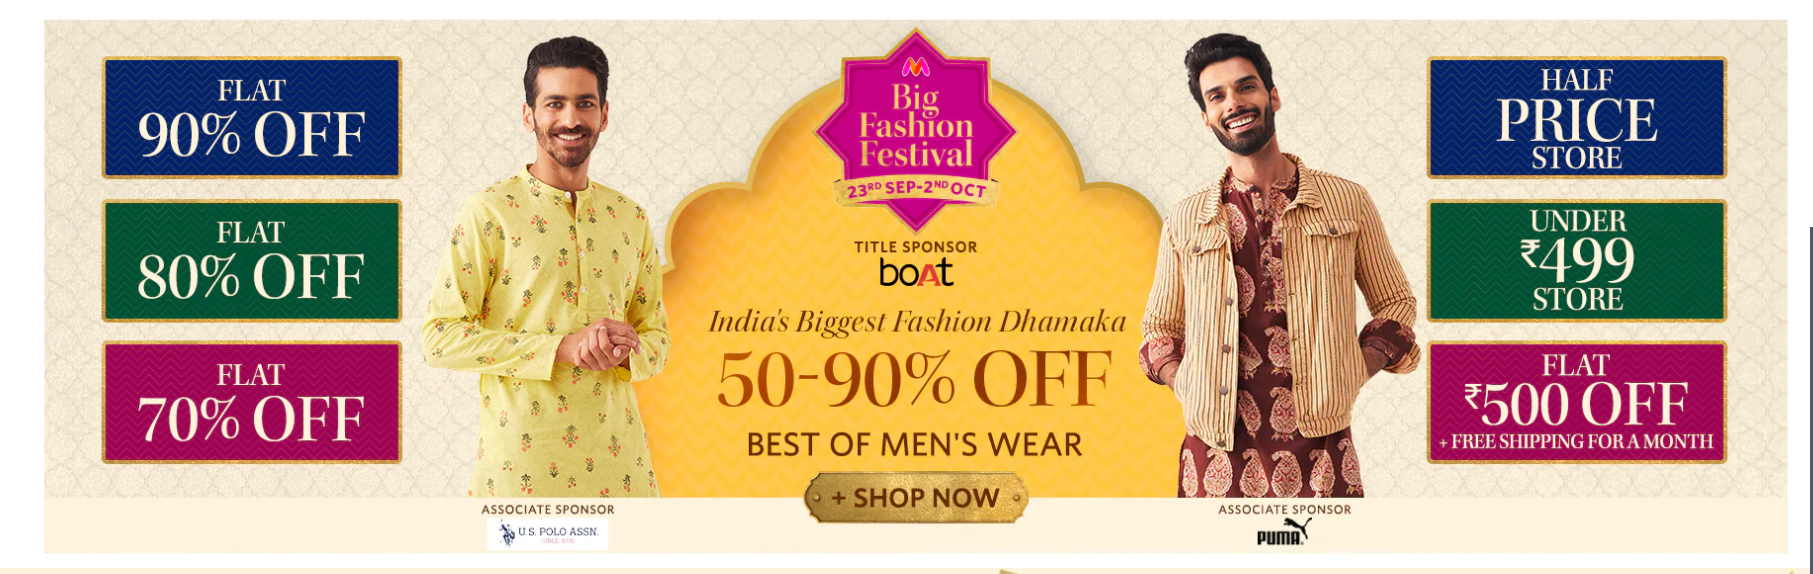 FLAT
90% OFF
FLAT
80% OFF
FLAT
70% OFF
Big
Fashion
Festival
23RD SEP-2ND OCT
TITLE SPONSOR
boAt
India's Biggest Fashion Dhamaka
50-90% OFF
BEST OF MEN'S WEAR
+ SHOP NOW
HALF
PRICE
STORE
UNDER
₹499
STORE
FLAT
₹500 OFF
+ FREE SHIPPING FOR A MONTH
ASSOCIATE SPONSOR
U.S. POLO ASSN.
SINCE 1890
ASSOCIATE SPONSOR
PUMA